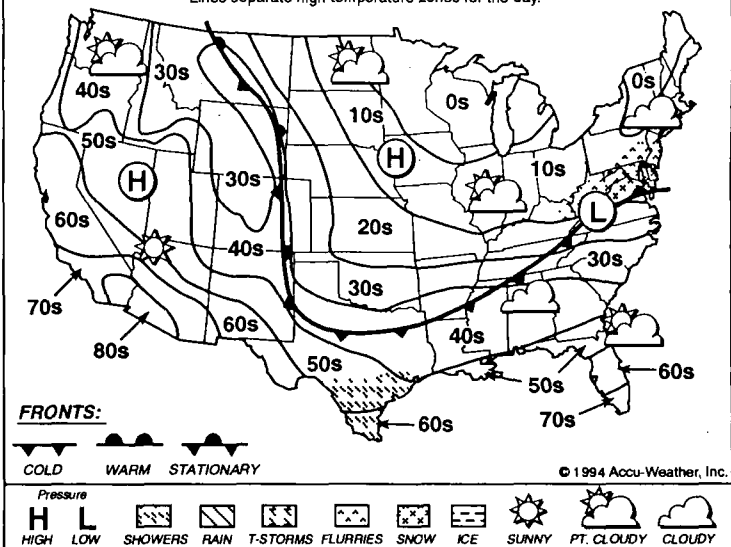 Lines separate high temperature zones for the day.
40s
30s
10s
0s
0s
50s
H
30s
H
10s
60s
40s
20s
L
30s
30s
70s
80s
60s
50s
40s
50s
60s
70s
60s
FRONTS:
COLD WARM STATIONARY
© 1994 Accu-Weather, Inc.
Pressure
H L
HIGH LOW SHOWERS RAIN T-STORMS FLURRIES SNOW ICE SUNNY PT. CLOUDY CLOUDY